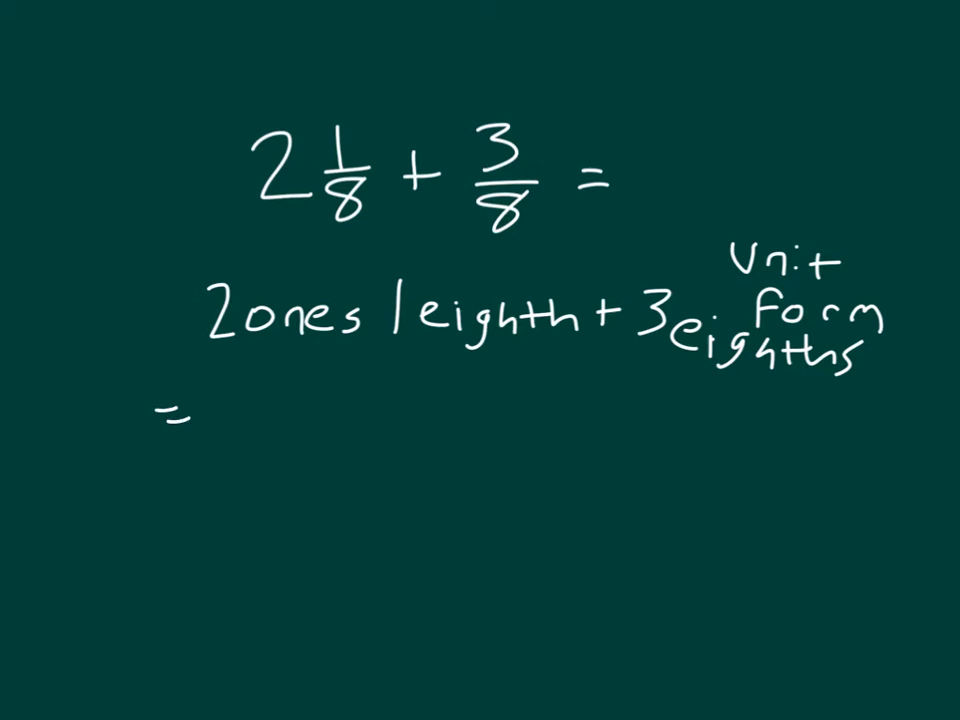 2 1/8 + 3/8 =
Unit
form
2 ones 1 eighth + 3 eighths
=